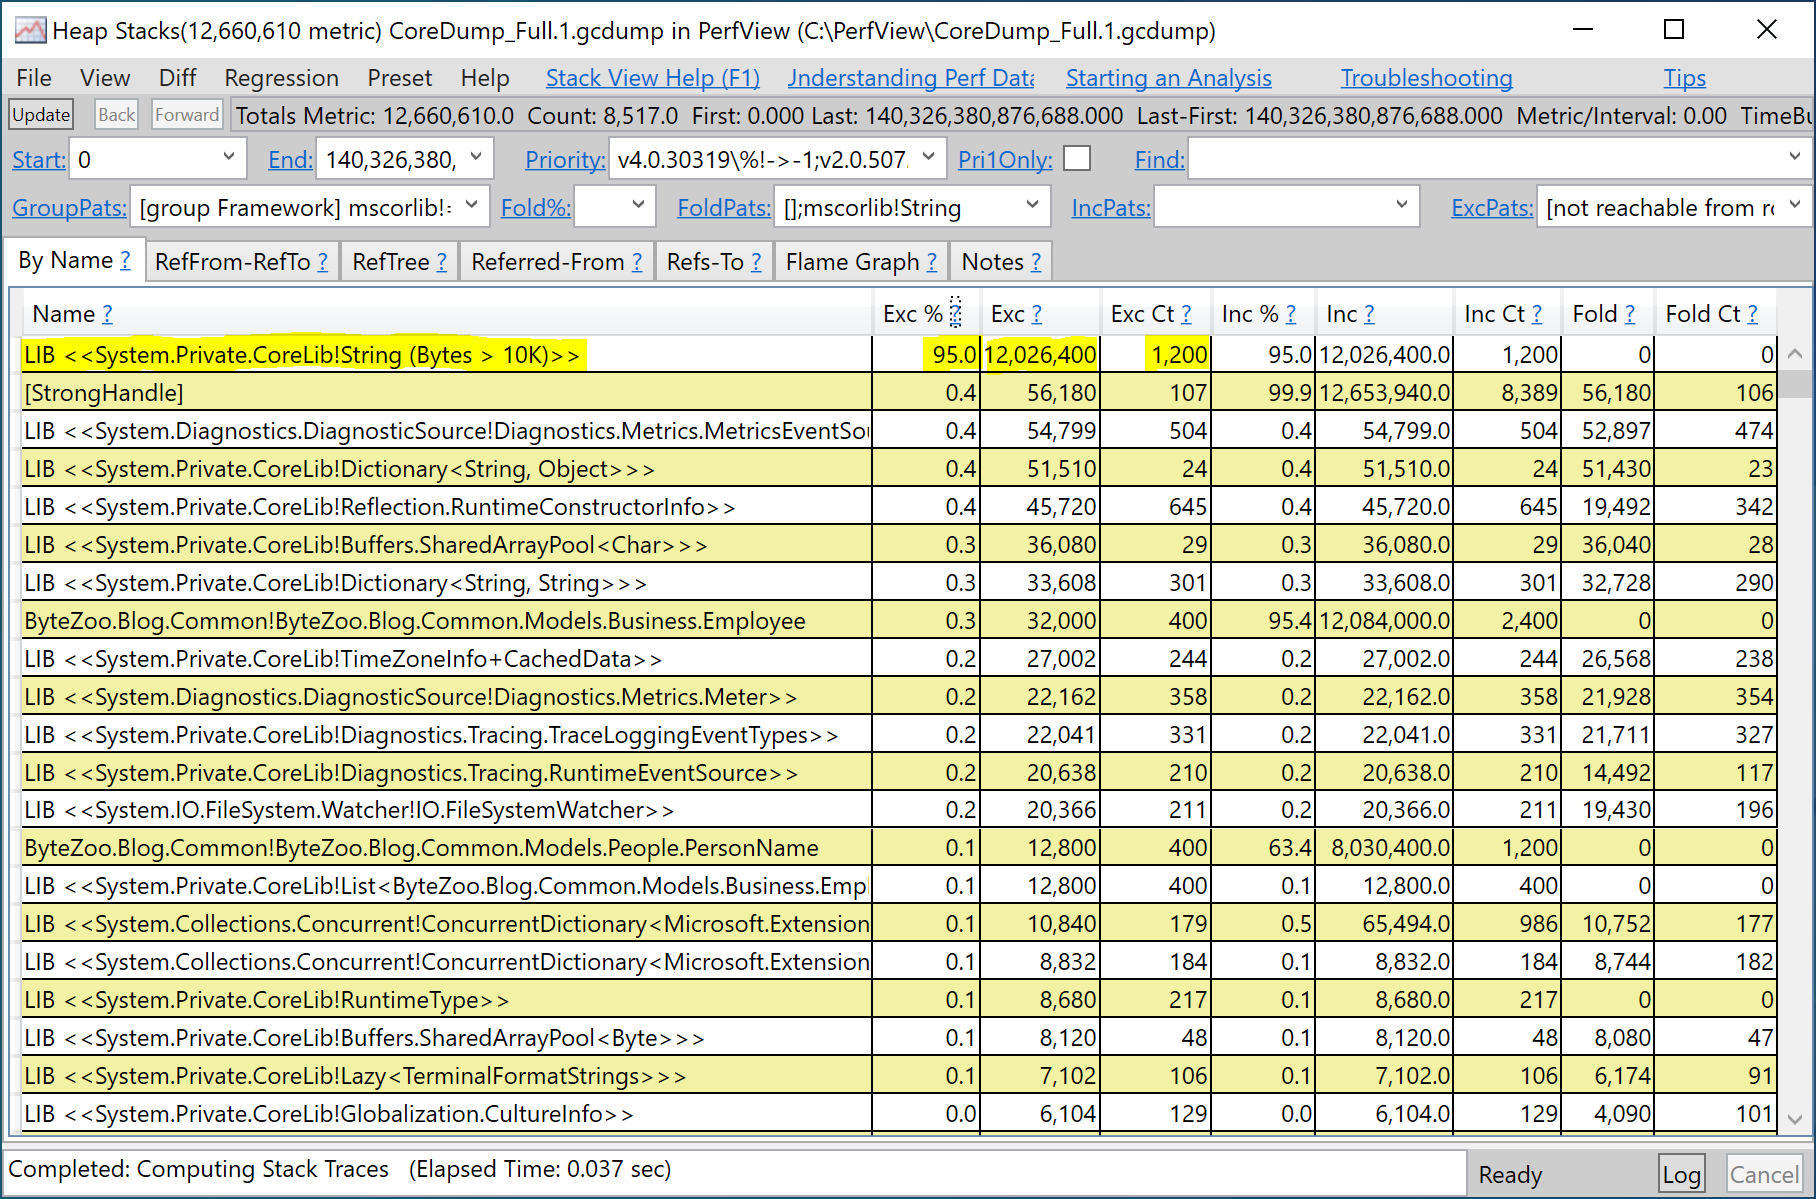 Heap Stacks(12,660,610 metric) CoreDump_Full.1.gcdump in PerfView (C:\PerfView\CoreDump_Full.1.gcdump)
File View Diff Regression Preset Help Stack View Help (F1) Understanding Perf Data Starting an Analysis Troubleshooting Tips
Update Back Forward Totals Metric: 12,660,610.0 Count: 8,517.0 First: 0.000 Last: 140,326,380,876,688.000 Last-First: 140,326,380,876,688.000 Metric/Interval: 0.00 TimeBu
Start: 0 End: 140,326,380, Priority: v4.0.30319\%!->-1;v2.0.507. Pri1Only: Find:
GroupPats: [group Framework] mscorlib!: Fold%: FoldPats: [];mscorlib!String IncPats: ExcPats: [not reachable from ro
By Name ? RefFrom-RefTo ? RefTree ? Referred-From ? Refs-To ? Flame Graph ? Notes ?
Name ? Exc % ? Exc ? Exc Ct ? Inc % ? Inc ? Inc Ct ? Fold ? Fold Ct ?
LIB <<System.Private.CoreLib!String (Bytes > 10K)>> 95.0 12,026,400 1,200 95.0 12,026,400.0 1,200 0 0
[StrongHandle] 0.4 56,180 107 99.9 12,653,940.0 8,389 56,180 106
LIB <<System.Diagnostics.DiagnosticSource!Diagnostics.Metrics.MetricsEventSou 0.4 54,799 504 0.4 54,799.0 504 52,897 474
LIB <<System.Private.CoreLib!Dictionary<String, Object>>> 0.4 51,510 24 0.4 51,510.0 24 51,430 23
LIB <<System.Private.CoreLib!Reflection.RuntimeConstructorInfo>> 0.4 45,720 645 0.4 45,720.0 645 19,492 342
LIB <<System.Private.CoreLib!Buffers.SharedArrayPool<Char>>> 0.3 36,080 29 0.3 36,080.0 29 36,040 28
LIB <<System.Private.CoreLib!Dictionary<String, String>>> 0.3 33,608 301 0.3 33,608.0 301 32,728 290
ByteZoo.Blog.Common!ByteZoo.Blog.Common.Models.Business.Employee 0.3 32,000 400 95.4 12,084,000.0 2,400 0 0
LIB <<System.Private.CoreLib!TimeZoneInfo+CachedData>> 0.2 27,002 244 0.2 27,002.0 244 26,568 238
LIB <<System.Diagnostics.DiagnosticSource!Diagnostics.Metrics.Meter>> 0.2 22,162 358 0.2 22,162.0 358 21,928 354
LIB <<System.Private.CoreLib!Diagnostics.Tracing.TraceLoggingEventTypes>> 0.2 22,041 331 0.2 22,041.0 331 21,711 327
LIB <<System.Private.CoreLib!Diagnostics.Tracing.RuntimeEventSource>> 0.2 20,638 210 0.2 20,638.0 210 14,492 117
LIB <<System.IO.FileSystem.Watcher!IO.FileSystemWatcher>> 0.2 20,366 211 0.2 20,366.0 211 19,430 196
ByteZoo.Blog.Common!ByteZoo.Blog.Common.Models.People.PersonName 0.1 12,800 400 63.4 8,030,400.0 1,200 0 0
LIB <<System.Private.CoreLib!List<ByteZoo.Blog.Common.Models.Business.Empl 0.1 12,800 400 0.1 12,800.0 400 0 0
LIB <<System.Collections.Concurrent!ConcurrentDictionary<Microsoft.Extension 0.1 10,840 179 0.5 65,494.0 986 10,752 177
LIB <<System.Collections.Concurrent!ConcurrentDictionary<Microsoft.Extension 0.1 8,832 184 0.1 8,832.0 184 8,744 182
LIB <<System.Private.CoreLib!RuntimeType>> 0.1 8,680 217 0.1 8,680.0 217 0 0
LIB <<System.Private.CoreLib!Buffers.SharedArrayPool<Byte>>> 0.1 8,120 48 0.1 8,120.0 48 8,080 47
LIB <<System.Private.CoreLib!Lazy<TerminalFormatStrings>>> 0.1 7,102 106 0.1 7,102.0 106 6,174 91
LIB <<System.Private.CoreLib!Globalization.CultureInfo>> 0.0 6,104 129 0.0 6,104.0 129 4,090 101
Completed: Computing Stack Traces (Elapsed Time: 0.037 sec) Ready Log Cancel